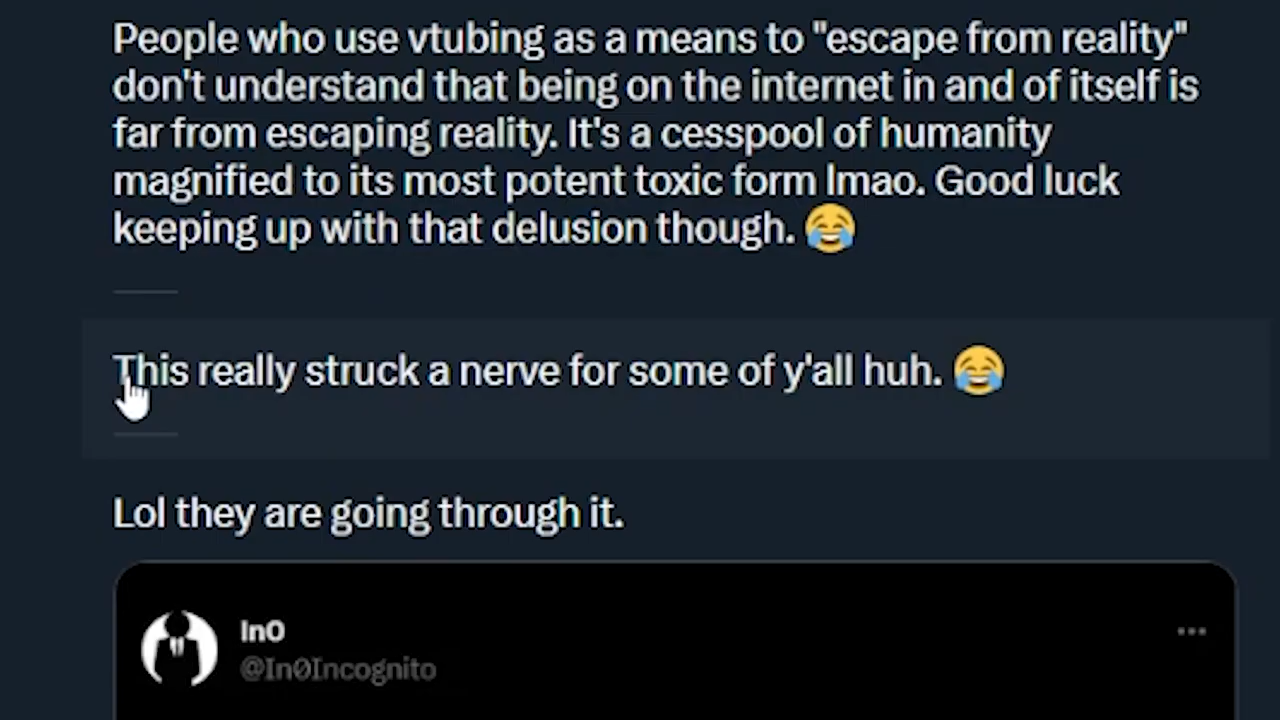 People who use vtubing as a means to "escape from reality"
don't understand that being on the internet in and of itself is
far from escaping reality. It's a cesspool of humanity
magnified to its most potent toxic form lmao. Good luck
keeping up with that delusion though. 😂
This really struck a nerve for some of y'all huh. 😂
Lol they are going through it.
In0
@In0Incognito